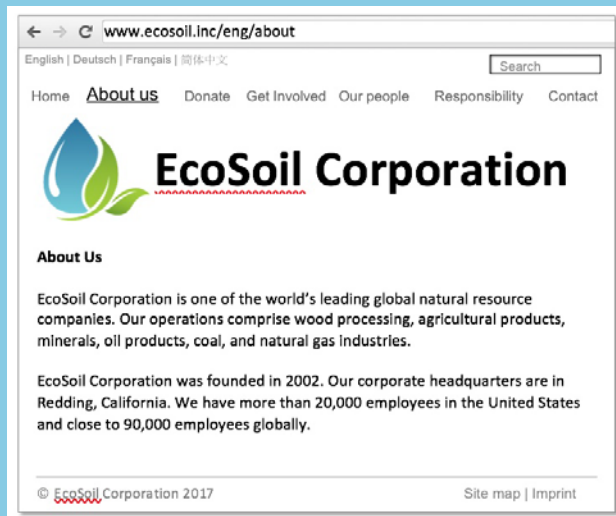 www.ecosoil.inc/eng/about
English | Deutsch | Français | 简体中文
Search
Home About us Donate Get Involved Our people Responsibility Contact
EcoSoil Corporation
About Us
EcoSoil Corporation is one of the world's leading global natural resource
companies. Our operations comprise wood processing, agricultural products,
minerals, oil products, coal, and natural gas industries.
EcoSoil Corporation was founded in 2002. Our corporate headquarters are in
Redding, California. We have more than 20,000 employees in the United States
and close to 90,000 employees globally.
© EcoSoil Corporation 2017 Site map | Imprint